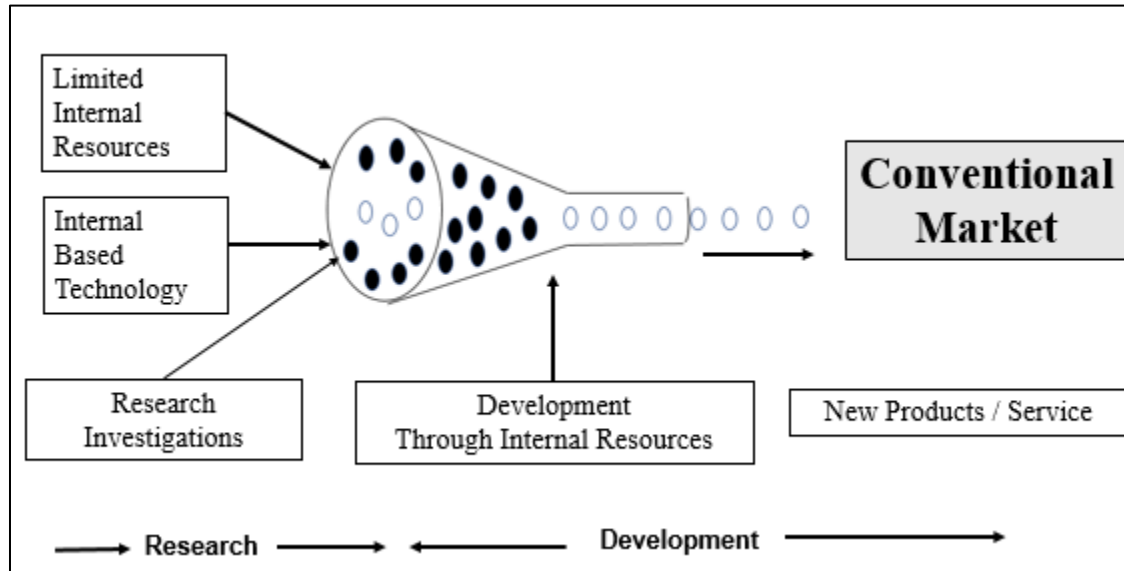 Limited
Internal
Resources
Internal
Based
Technology
Conventional
Market
Research
Investigations
Development
Through Internal Resources
New Products / Service
Research
Development